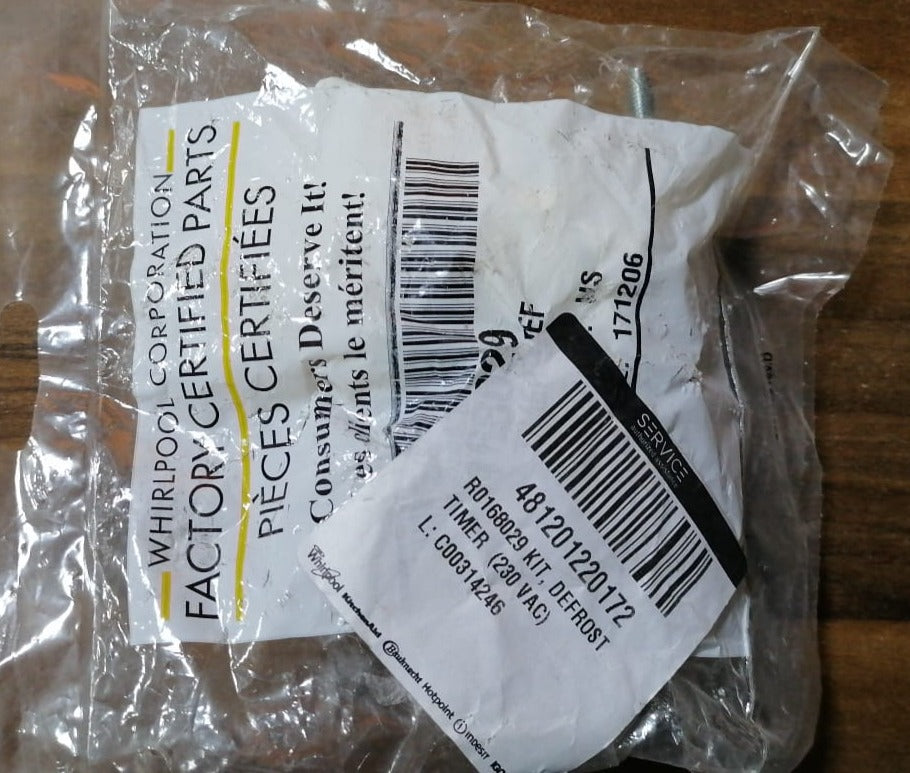 WHIRLPOOL CORPORATION
FACTORY CERTIFIED PARTS
PIÈCES CERTIFIÉES
Consumers Deserve It!
clients le méritent!
029
171206
SERVICE
481201220172
R0168029 KIT, DEFROST
TIMER (230 VAC)
L: C00314246
Whirlpool KitchenAid Bauknecht Hotpoint INDESIT